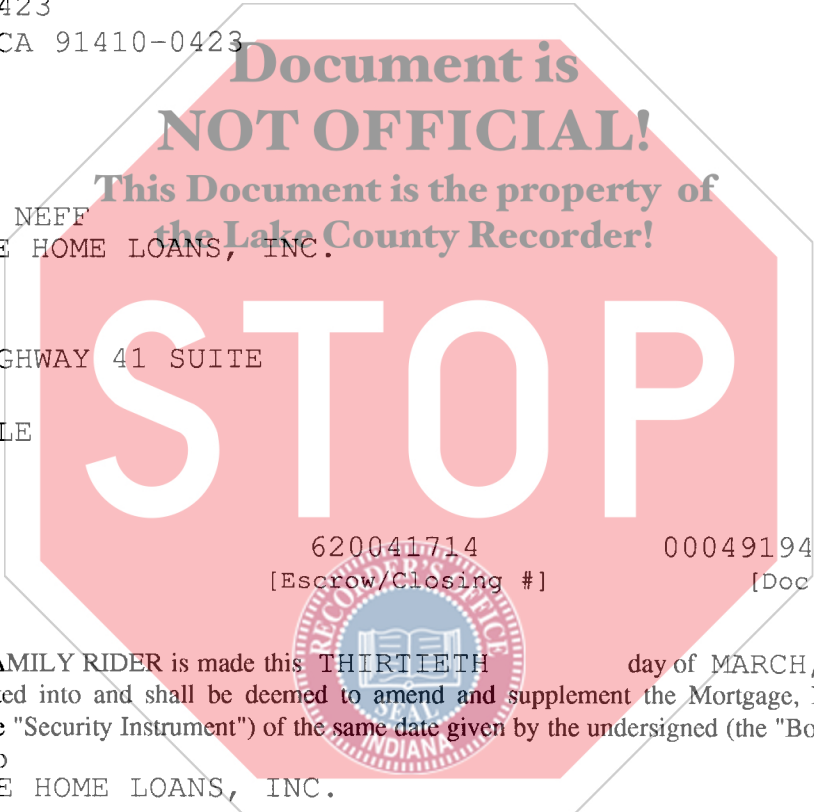 423
CA 91410-0423
Document is
NOT OFFICIAL!
This Document is the property of
the Lake County Recorder!
NEFF
E HOME LOANS, INC.
GHWAY 41 SUITE
LE
STOP
620041714 00049194
[Escrow/Closing #] [Doc
RECORDER'S OFFICE
SEAL
INDIANA
AMILY RIDER is made this THIRTIETH day of MARCH,
ted into and shall be deemed to amend and supplement the Mortgage,
e "Security Instrument") of the same date given by the undersigned (the "Bo
E HOME LOANS, INC.